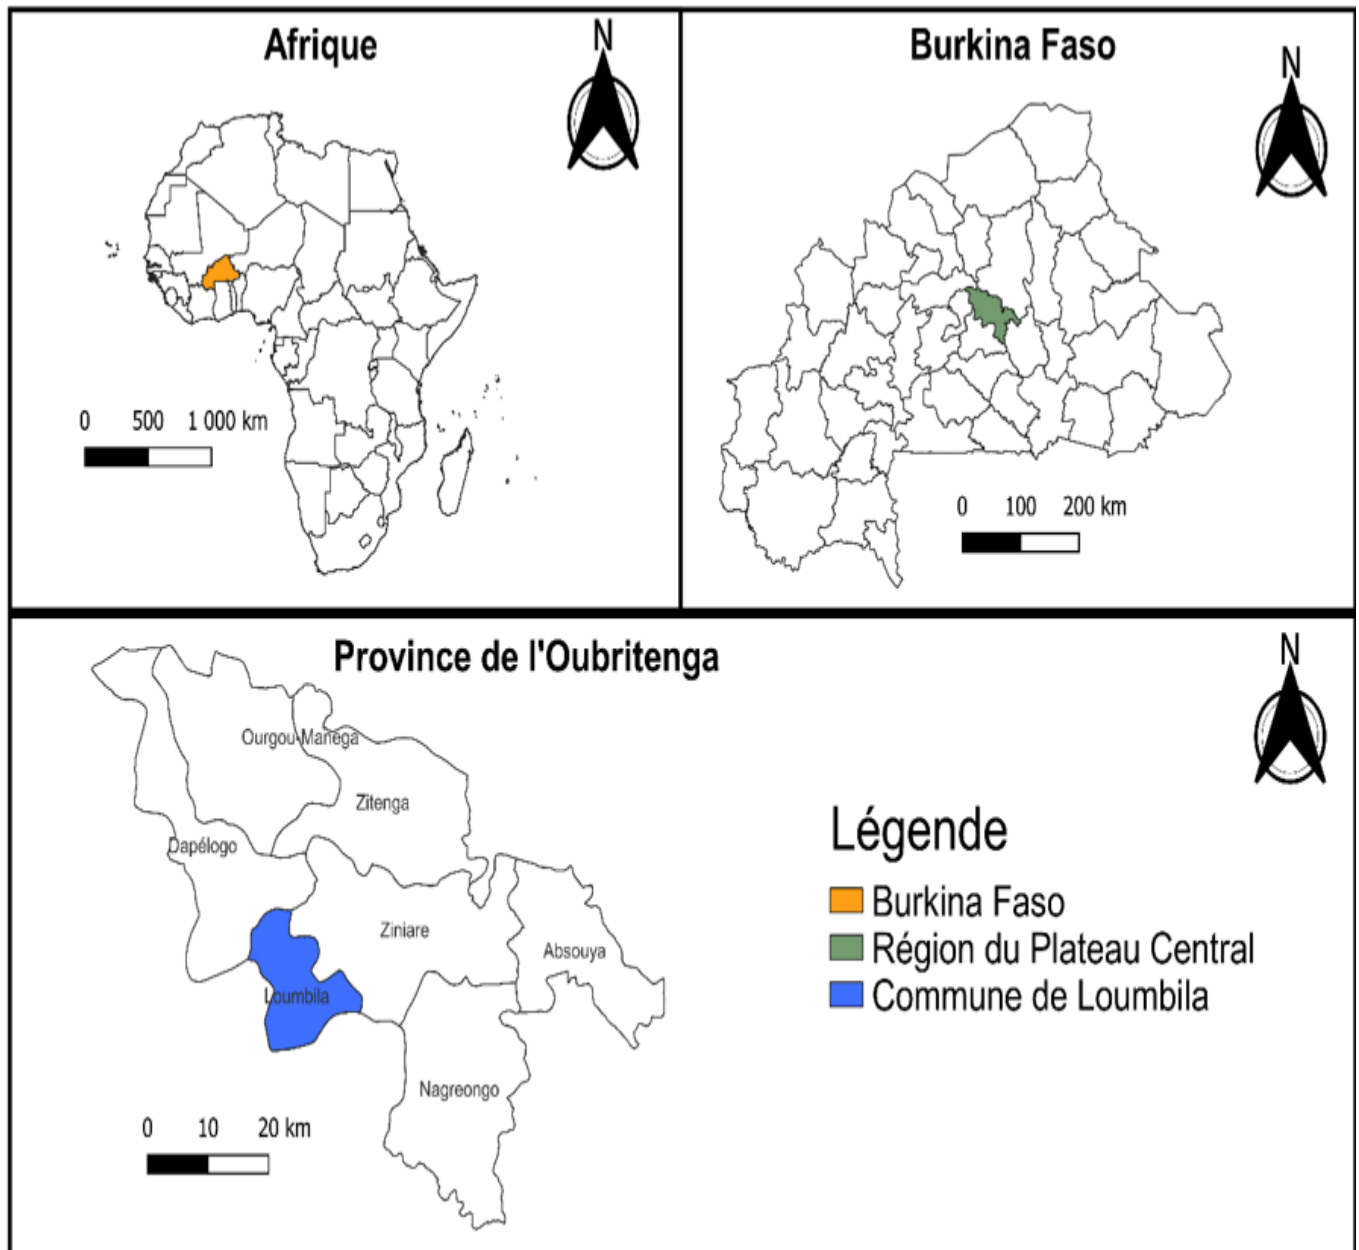 Afrique
N
0 500 1 000 km
Burkina Faso
N
0 100 200 km
Province de l'Oubritenga
N
Ourgou-Manega
Zitenga
Dapélogo
Ziniare
Absouya
Loumbila
Nagreongo
0 10 20 km
Légende
Burkina Faso
Région du Plateau Central
Commune de Loumbila